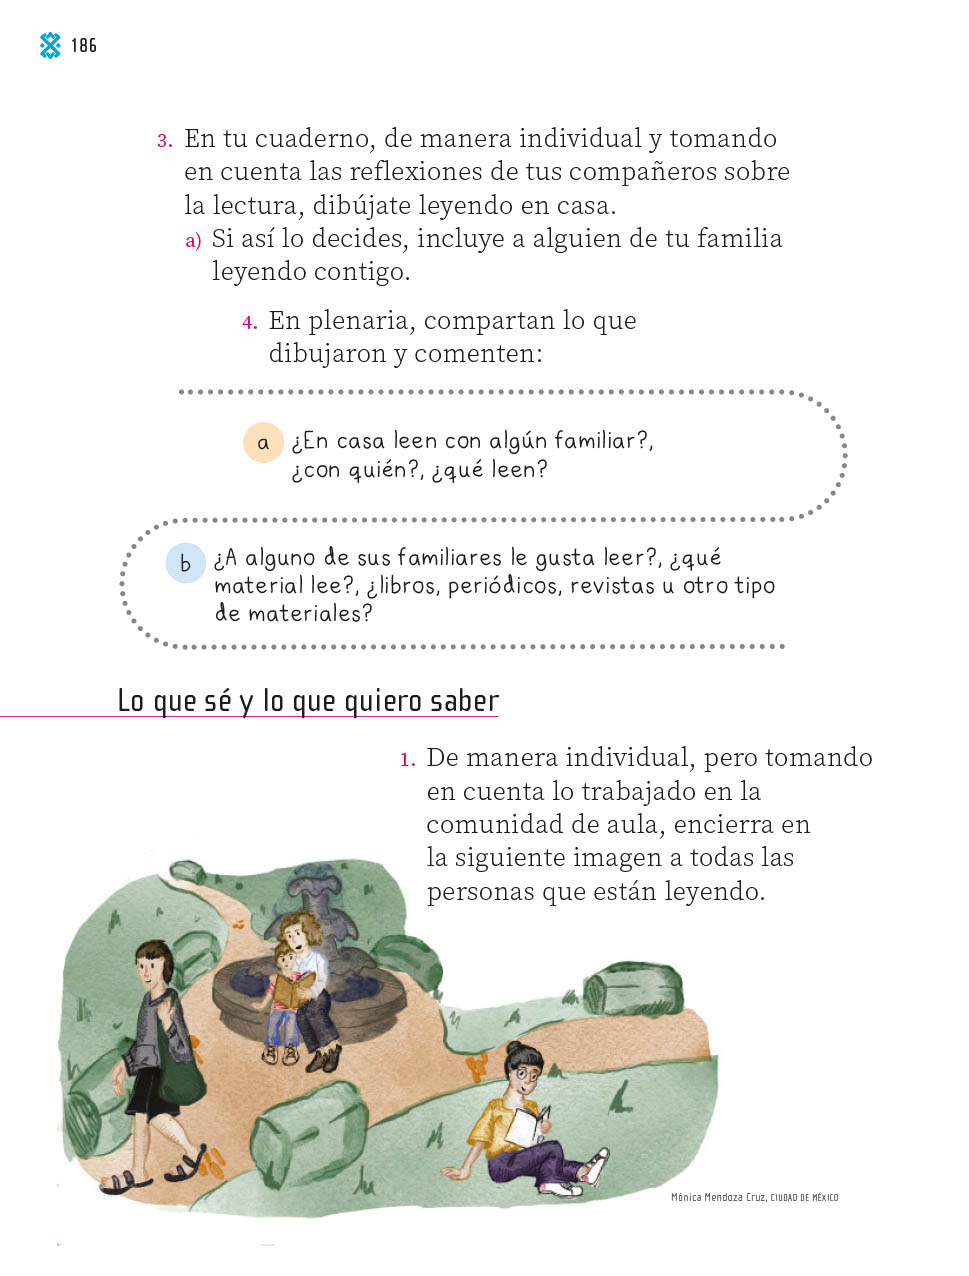 186
3. En tu cuaderno, de manera individual y tomando
en cuenta las reflexiones de tus compañeros sobre
la lectura, dibújate leyendo en casa.
a) Si así lo decides, incluye a alguien de tu familia
leyendo contigo.
4. En plenaria, compartan lo que
dibujaron y comenten:
a ¿En casa leen con algún familiar?,
¿con quién?, ¿qué leen?
b ¿A alguno de sus familiares le gusta leer?, ¿qué
material lee?, ¿libros, periódicos, revistas u otro tipo
de materiales?
Lo que sé y lo que quiero saber
1. De manera individual, pero tomando
en cuenta lo trabajado en la
comunidad de aula, encierra en
la siguiente imagen a todas las
personas que están leyendo.
Mónica Mendoza Cruz, CIUDAD DE MÉXICO